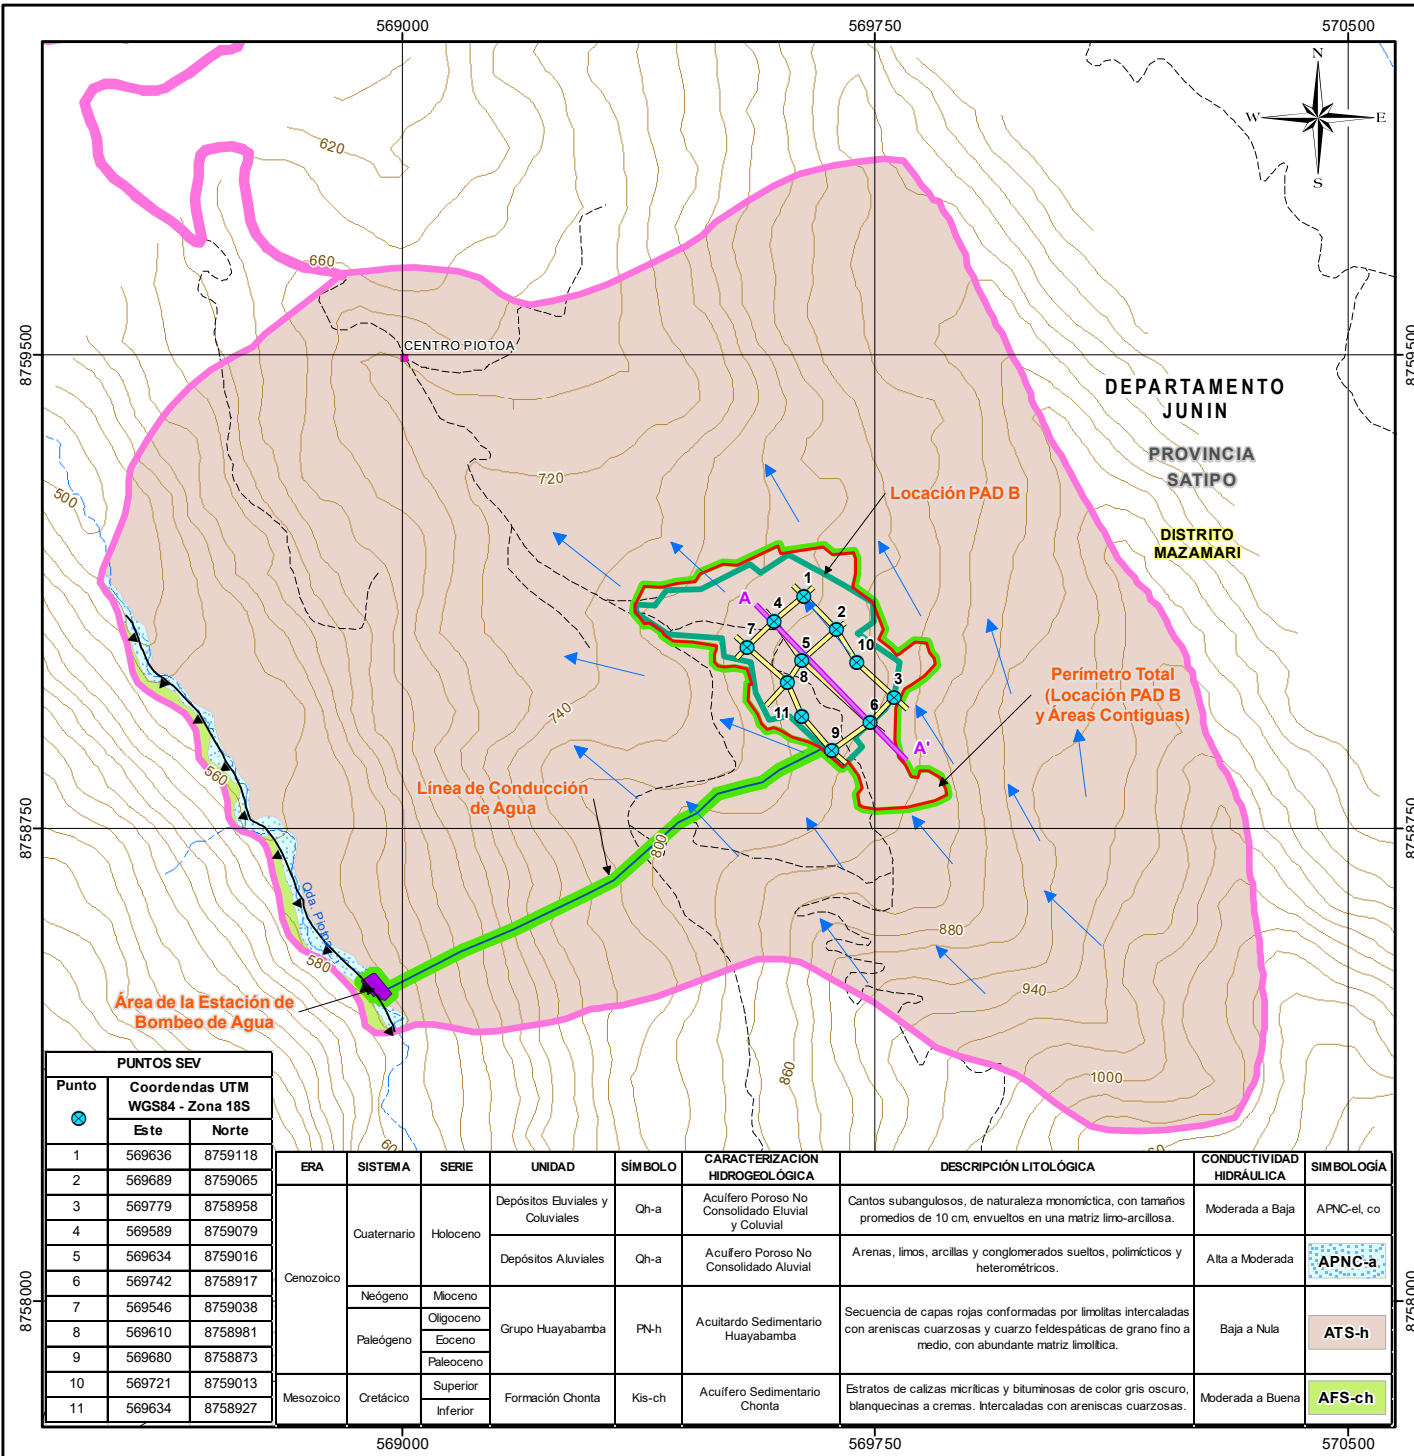 569000
569750
570500
N
W
E
S
620
660
8759500
8759500
CENTRO PIOTOA
DEPARTAMENTO
JUNIN
PROVINCIA
SATIPO
DISTRITO
MAZAMARI
500
720
Locación PAD B
A
1
4
2
7
5
10
8
3
11
6
9
A'
Perímetro Total
(Locación PAD B
y Áreas Contiguas)
740
560
Línea de Conducción
de Agua
8758750
8758750
800
Qda. Piotoa
580
880
940
Área de la Estación de
Bombeo de Agua
860
1000
PUNTOS SEV
Punto
Coordendas UTM
WGS84 - Zona 18S
Este
Norte
1 569636 8759118
2 569689 8759065
3 569779 8758958
4 569589 8759079
5 569634 8759016
6 569742 8758917
7 569546 8759038
8 569610 8758981
9 569680 8758873
10 569721 8759013
11 569634 8758927
ERA
SISTEMA
SERIE
UNIDAD
SÍMBOLO
CARACTERIZACIÓN
HIDROGEOLÓGICA
DESCRIPCIÓN LITOLÓGICA
CONDUCTIVIDAD
HIDRÁULICA
SIMBOLOGÍA
Cenozoico
Cuaternario
Holoceno
Depósitos Eluviales y
Coluviales
Qh-a
Acuífero Poroso No
Consolidado Eluvial
y Coluvial
Cantos subangulosos, de naturaleza monomíctica, con tamaños
promedios de 10 cm, envueltos en una matriz limo-arcillosa.
Moderada a Baja
APNC-el, co
Depósitos Aluviales
Qh-a
Acuífero Poroso No
Consolidado Aluvial
Arenas, limos, arcillas y conglomerados sueltos, polimícticos y
heterométricos.
Alta a Moderada
APNC-a
Neógeno
Mioceno
Paleógeno
Oligoceno
Eoceno
Paleoceno
Grupo Huayabamba
PN-h
Acuitardo Sedimentario
Huayabamba
Secuencia de capas rojas conformadas por limolitas intercaladas
con areniscas cuarzosas y cuarzo feldespáticas de grano fino a
medio, con abundante matriz limolítica.
Baja a Nula
ATS-h
Mesozoico
Cretácico
Superior
Inferior
Formación Chonta
Kis-ch
Acuífero Sedimentario
Chonta
Estratos de calizas micríticas y bituminosas de color gris oscuro,
blanquecinas a cremas. Intercaladas con areniscas cuarzosas.
Moderada a Buena
AFS-ch
8758000
8758000
569000
569750
570500